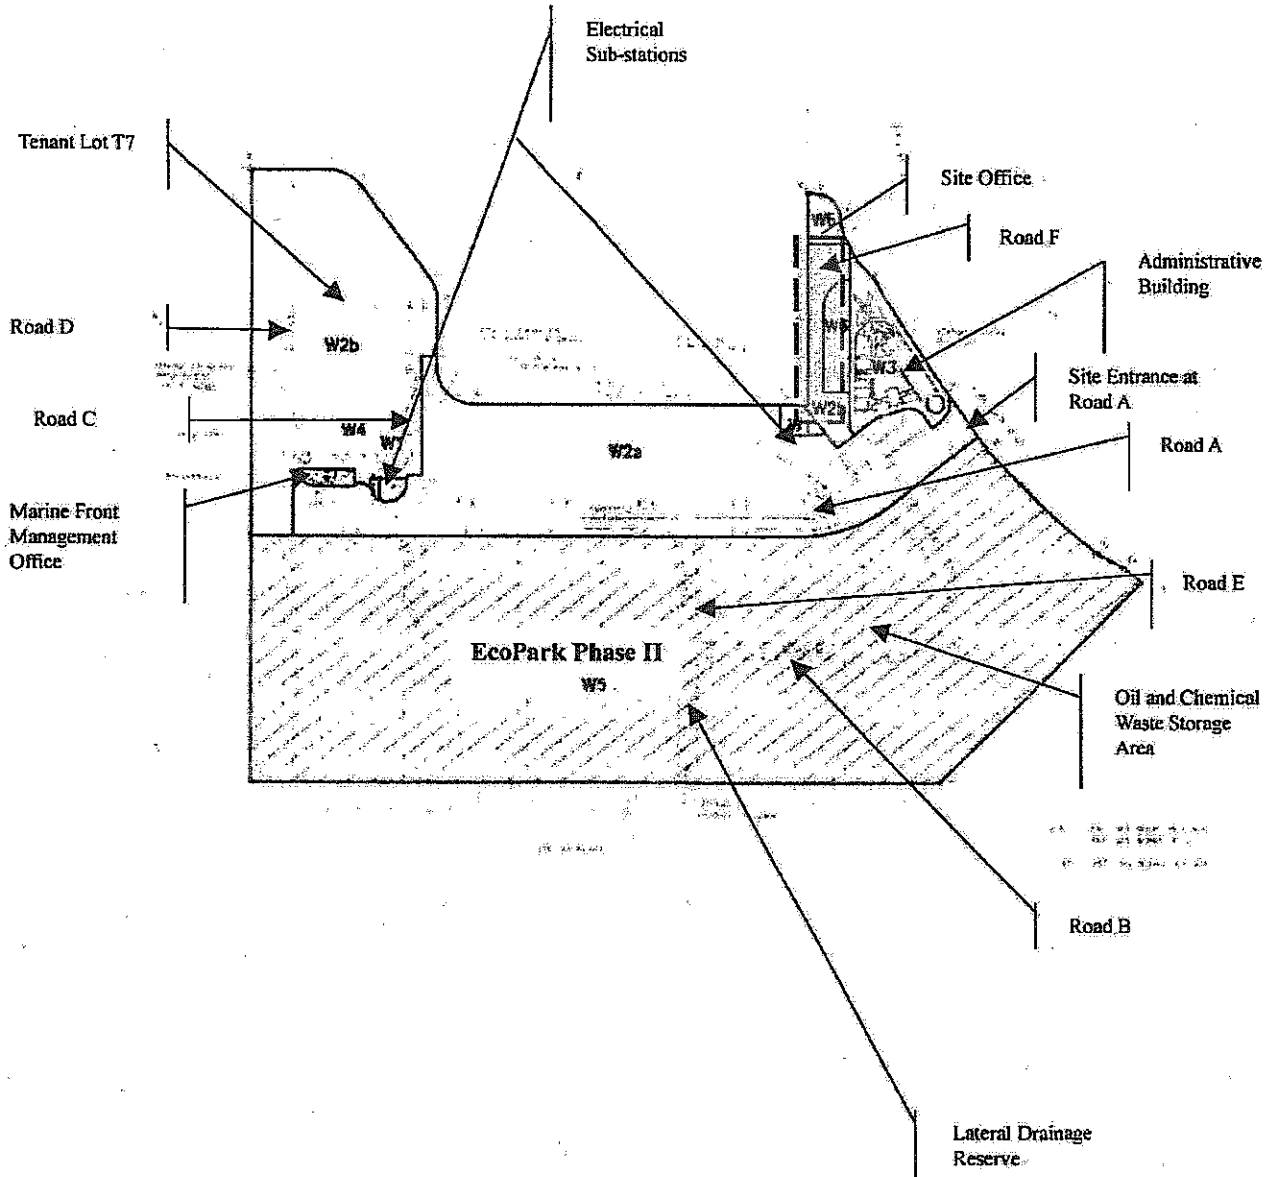 Electrical
Sub-stations
Tenant Lot T7
Site Office
W6
Road F
Administrative
Building
Road D
W2b
W3
Site Entrance at
Road A
Road C
W4
W2a
Road A
Marine Front
Management
Office
Road E
EcoPark Phase II
W5
Oil and Chemical
Waste Storage
Area
Road B
Lateral Drainage
Reserve